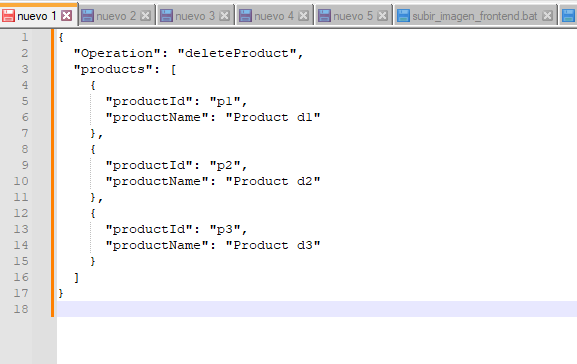 nuevo 1 nuevo 2 nuevo 3 nuevo 4 nuevo 5 subir_imagen_frontend.bat
1 {
2 "Operation": "deleteProduct",
3 "products": [
4 {
5 "productId": "p1",
6 "productName": "Product d1"
7 },
8 {
9 "productId": "p2",
10 "productName": "Product d2"
11 },
12 {
13 "productId": "p3",
14 "productName": "Product d3"
15 }
16 ]
17 }
18